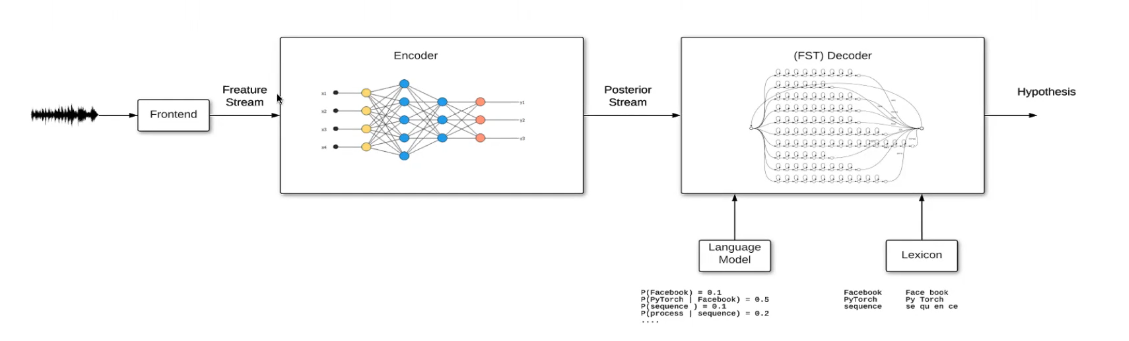 Encoder
(FST) Decoder
Frontend
Freature
Stream
x1
x2
x3
x4
y1
y2
y3
Posterior
Stream
Hypothesis
Language
Model
Lexicon
P(Facebook) = 0.1
P(PyTorch | Facebook) = 0.5
P(sequence ) = 0.1
P(process | sequence) = 0.2
....
Facebook Face book
PyTorch Py Torch
sequence se qu en ce